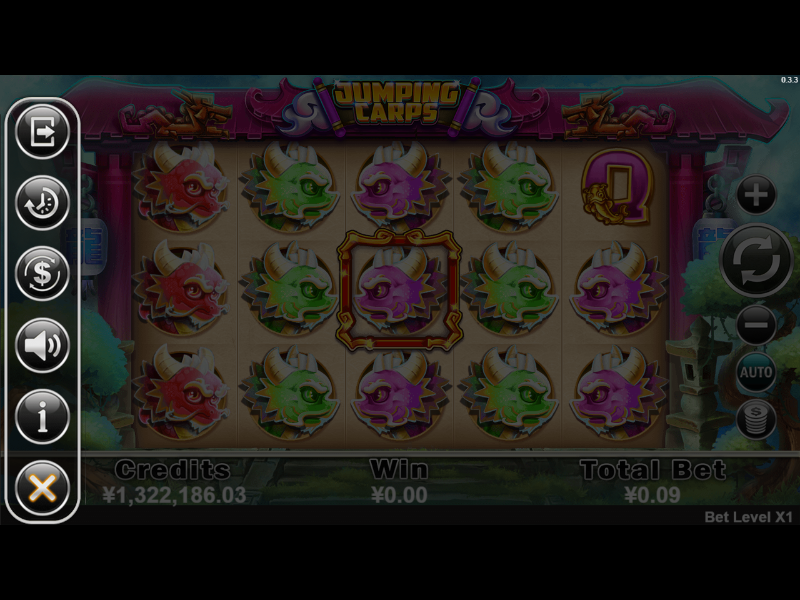 0.3.3
JUMPING
CARPS
Q
龍
AUTO
Credits
Win
Total Bet
¥1,322,186.03
¥0.00
¥0.09
Bet Level X1